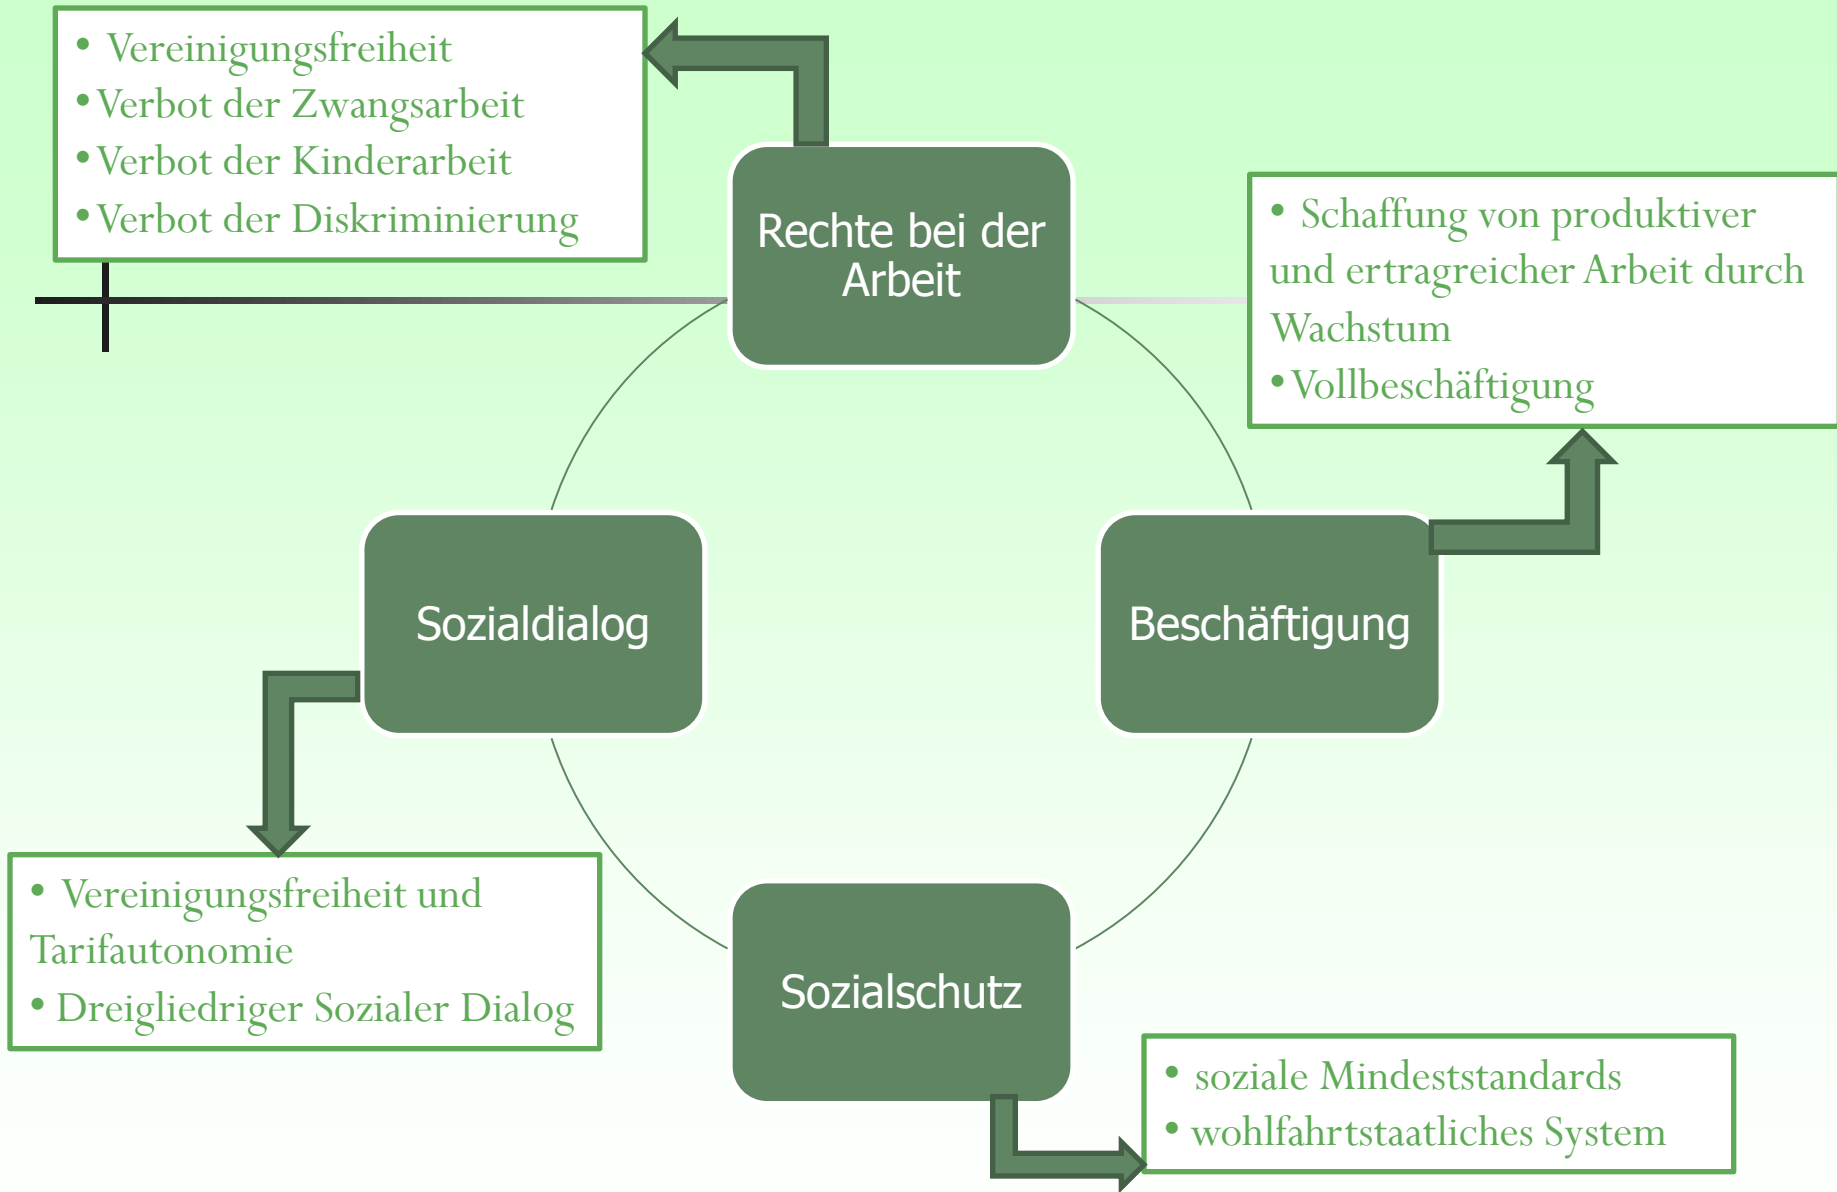 • Vereinigungsfreiheit
• Verbot der Zwangsarbeit
• Verbot der Kinderarbeit
• Verbot der Diskriminierung
Rechte bei der
Arbeit
• Schaffung von produktiver
und ertragreicher Arbeit durch
Wachstum
• Vollbeschäftigung
Sozialdialog
Beschäftigung
• Vereinigungsfreiheit und
Tarifautonomie
• Dreigliedriger Sozialer Dialog
Sozialschutz
• soziale Mindeststandards
• wohlfahrtstaatliches System